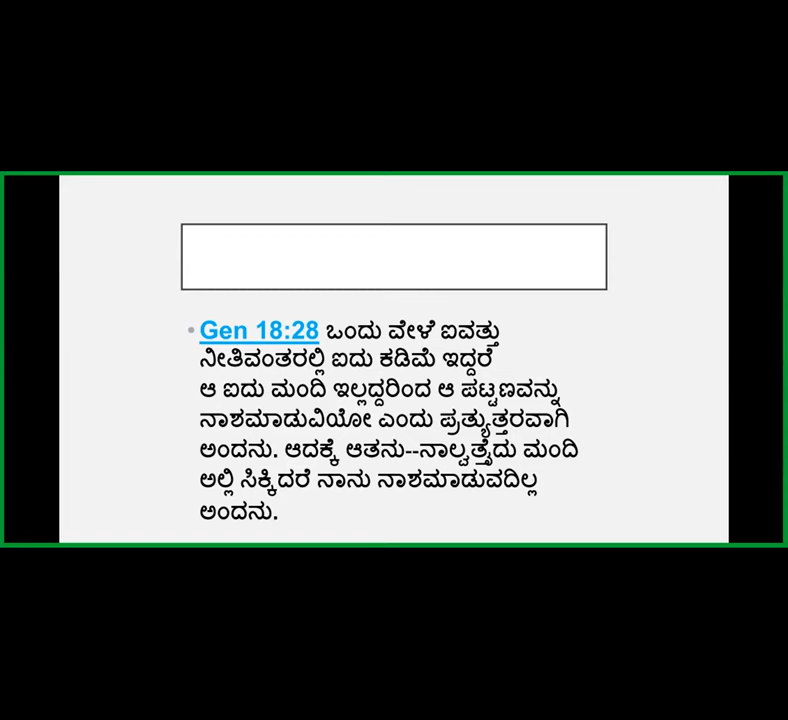 • Gen 18:28 ಒಂದು ವೇಳೆ ಐವತ್ತು
ನೀತಿವಂತರಲ್ಲಿ ಐದು ಕಡಿಮೆ ಇದ್ದರೆ
ಆ ಐದು ಮಂದಿ ಇಲ್ಲದ್ದರಿಂದ ಆ ಪಟ್ಟಣವನ್ನು
ನಾಶಮಾಡುವಿಯೋ ಎಂದು ಪ್ರತ್ಯುತ್ತರವಾಗಿ
ಅಂದನು. ಆದಕ್ಕೆ ಆತನು--ನಾಲ್ವತ್ತೈದು ಮಂದಿ
ಅಲ್ಲಿ ಸಿಕ್ಕಿದರೆ ನಾನು ನಾಶಮಾಡುವದಿಲ್ಲ
ಅಂದನು.